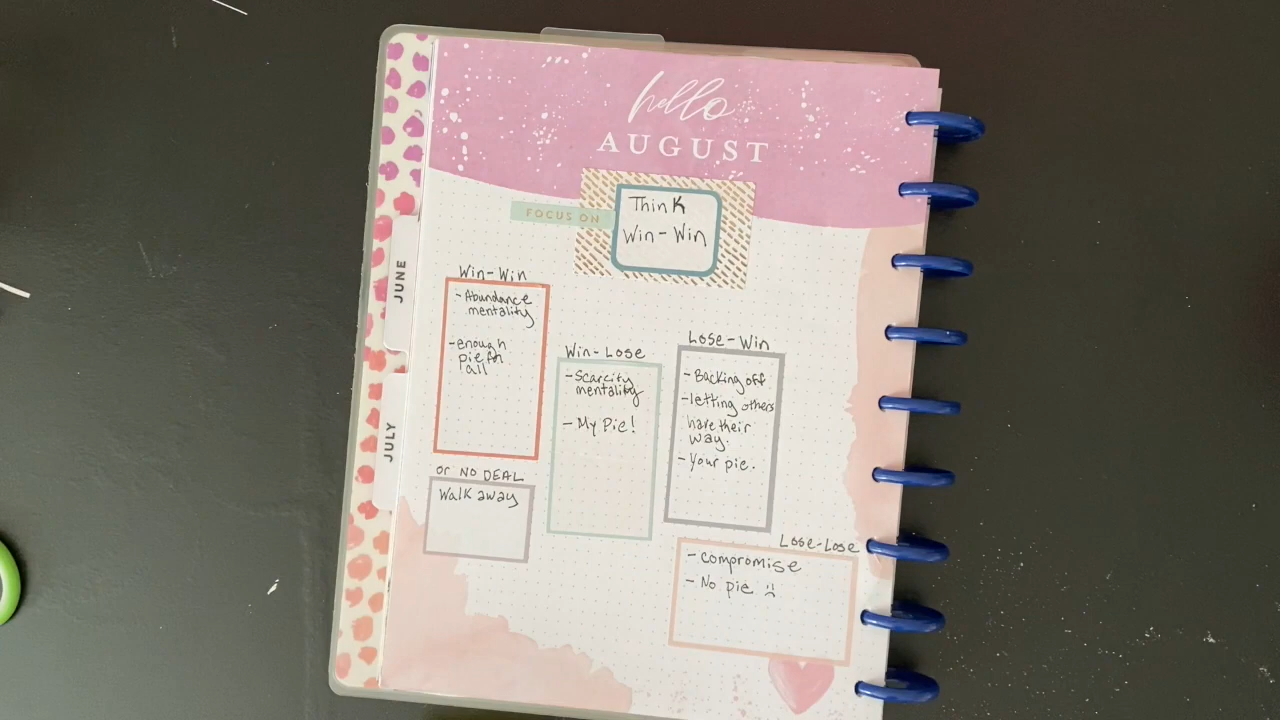 hello
AUGUST
FOCUS ON
Think
Win-Win
JUNE
JULY
Win-Win
- Abundance
mentality
- enough
pie for
all
or NO DEAL
Walk away
Win-Lose
- Scarcity
mentality
- My Pie!
Lose-Win
- Backing off
- letting others
have their
way.
- Your pie.
Lose-Lose
- compromise
- No pie :(